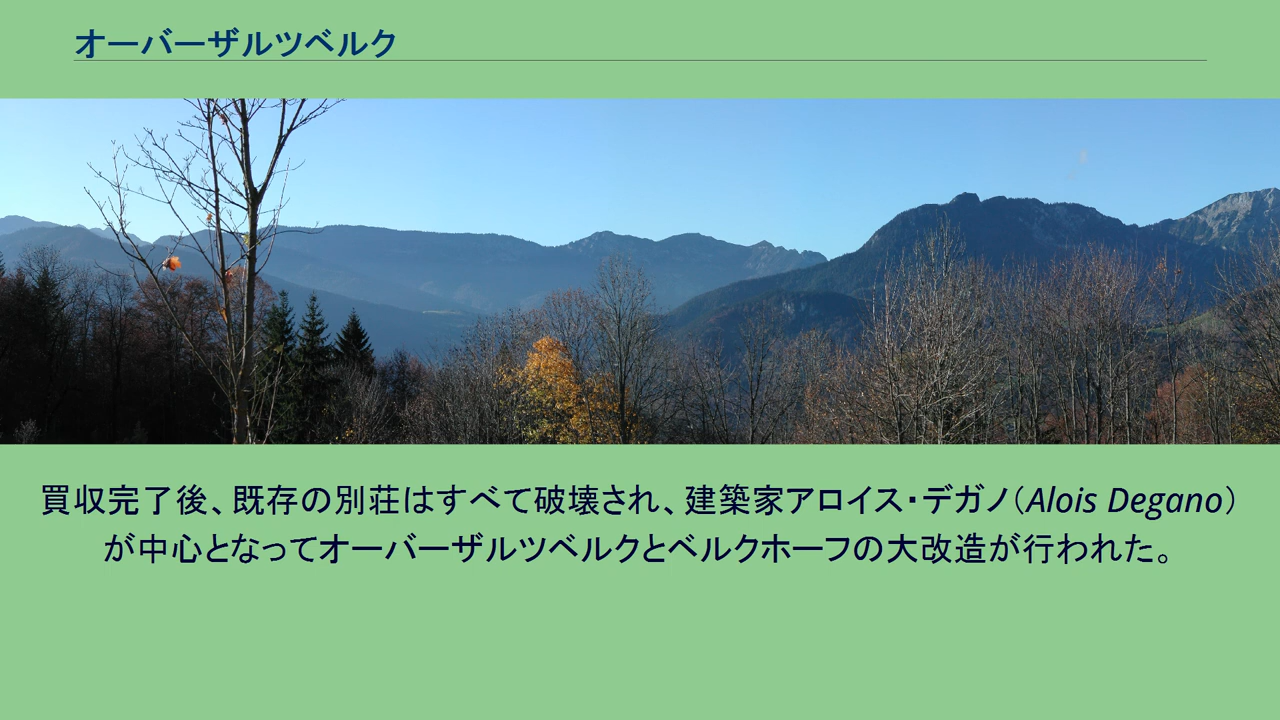 オーバーザルツベルク
買収完了後、既存の別荘はすべて破壊され、建築家アロイス・デガノ（Alois Degano）
が中心となってオーバーザルツベルクとベルクホーフの大改造が行われた。